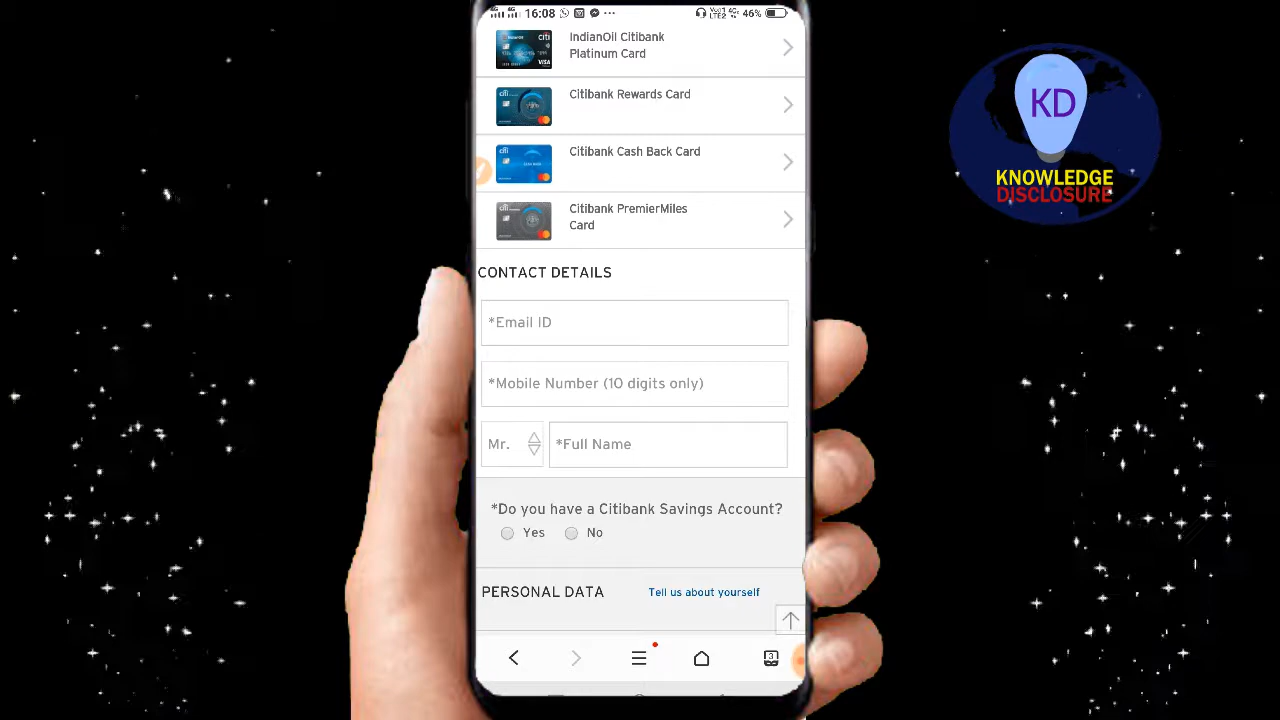 16:08 ... 46%
IndianOil Citibank
Platinum Card
Citibank Rewards Card
Citibank Cash Back Card
Citibank PremierMiles
Card
CONTACT DETAILS
*Email ID
*Mobile Number (10 digits only)
Mr. *Full Name
*Do you have a Citibank Savings Account?
Yes No
PERSONAL DATA Tell us about yourself
3
KD
KNOWLEDGE
DISCLOSURE